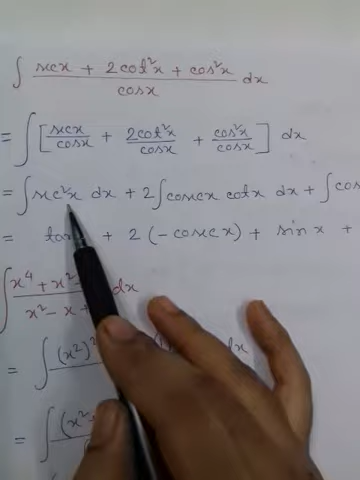 ∫ (secx + 2cot²x + cos²x)/cosx dx
= ∫ [secx/cosx + 2cot²x/cosx + cos²x/cosx] dx
= ∫sec²x dx + 2∫cosecx cotx dx + ∫cos
= tan + 2(-cosecx) + sinx +
∫ x⁴ + x² dx / x² - x +
= ∫ (x²)² dx
= ∫ (x²